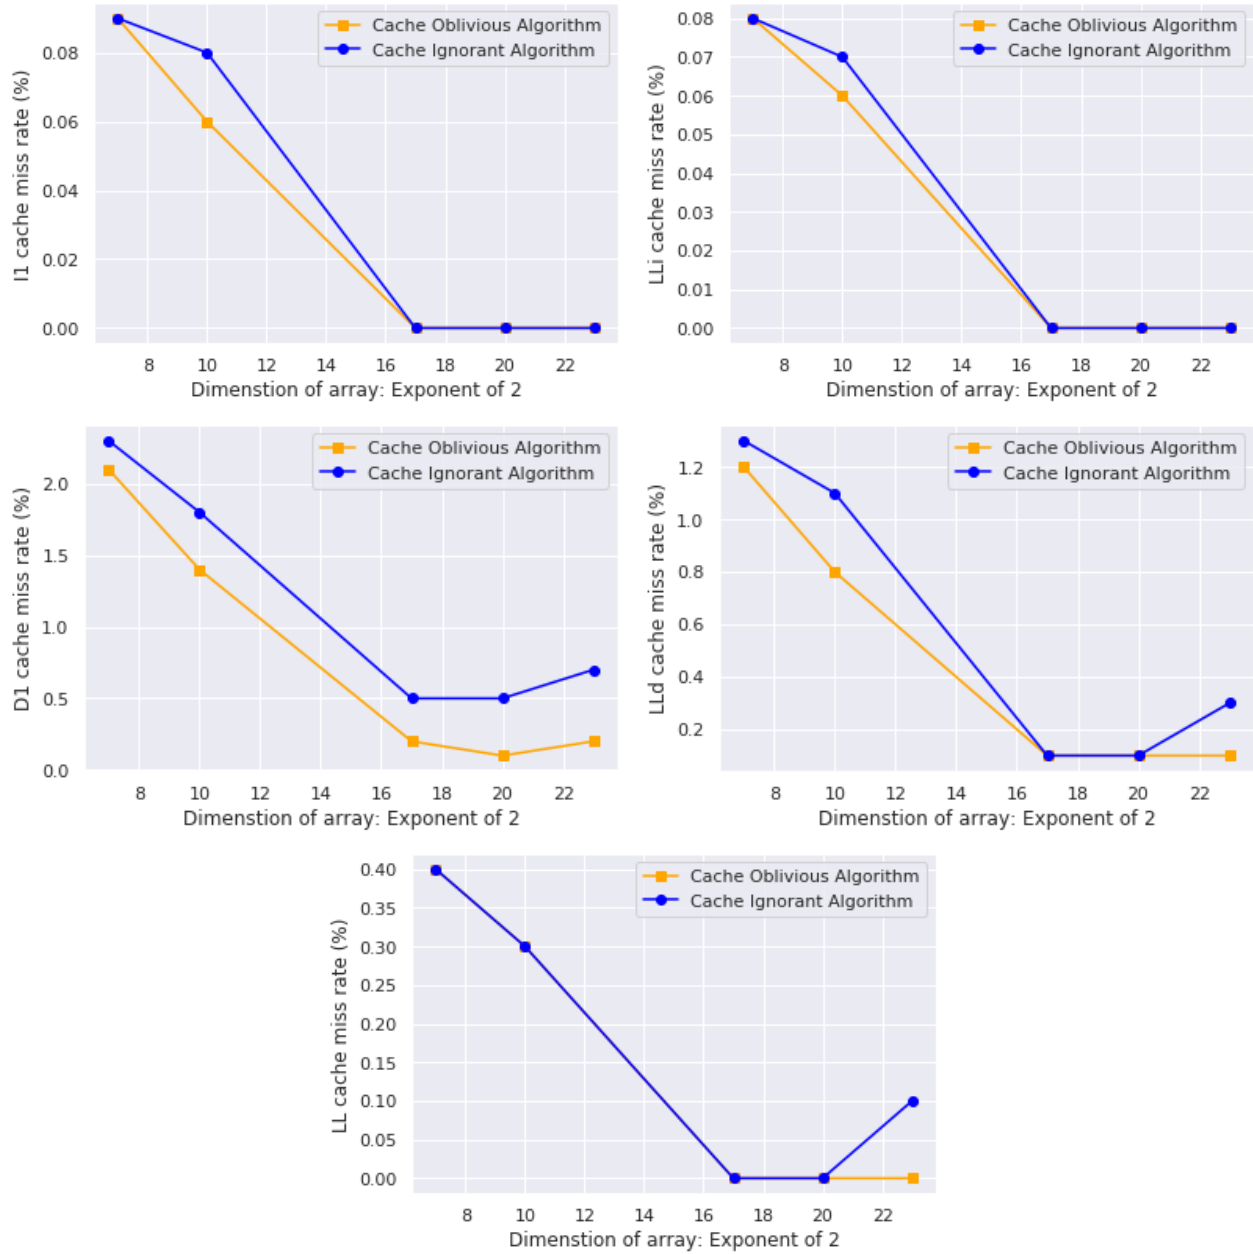 I1 cache miss rate (%)
0.08
0.06
0.04
0.02
0.00
Cache Oblivious Algorithm
Cache Ignorant Algorithm
8 10 12 14 16 18 20 22
Dimenstion of array: Exponent of 2
LLi cache miss rate (%)
0.08
0.07
0.06
0.05
0.04
0.03
0.02
0.01
0.00
Cache Oblivious Algorithm
Cache Ignorant Algorithm
8 10 12 14 16 18 20 22
Dimenstion of array: Exponent of 2
D1 cache miss rate (%)
2.0
1.5
1.0
0.5
0.0
Cache Oblivious Algorithm
Cache Ignorant Algorithm
8 10 12 14 16 18 20 22
Dimenstion of array: Exponent of 2
LLd cache miss rate (%)
1.2
1.0
0.8
0.6
0.4
0.2
Cache Oblivious Algorithm
Cache Ignorant Algorithm
8 10 12 14 16 18 20 22
Dimenstion of array: Exponent of 2
LL cache miss rate (%)
0.40
0.35
0.30
0.25
0.20
0.15
0.10
0.05
0.00
Cache Oblivious Algorithm
Cache Ignorant Algorithm
8 10 12 14 16 18 20 22
Dimenstion of array: Exponent of 2